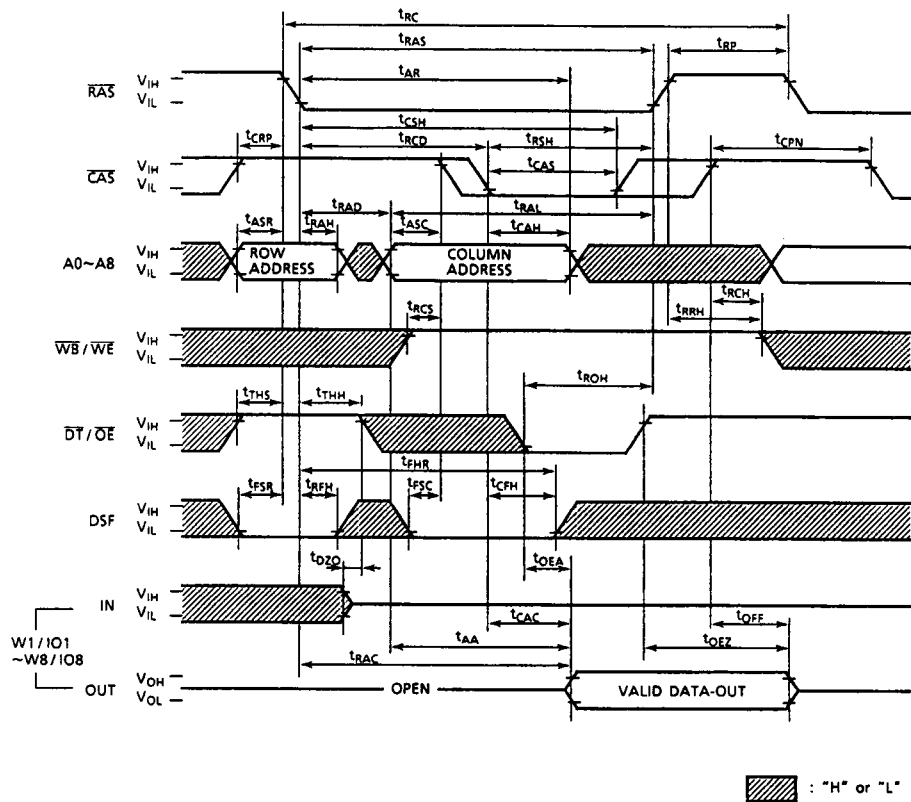 tRC
tRAS
tRP
tAR
RAS
VIH
VIL
tCSH
tCRP
tRCD
tRSH
tCPN
tCAS
CAS
VIH
VIL
tRAD
tRAL
tASR
tRAH
tASC
tCAH
A0~A8
VIH
VIL
ROW
ADDRESS
COLUMN
ADDRESS
tRCS
tRCH
tRRH
WB/WE
VIH
VIL
tROH
tTHS
tTHH
DT/OE
VIH
VIL
tFHR
tFSR
tRFH
tFSC
tCFH
DSF
VIH
VIL
tDZO
tOEA
IN
VIH
VIL
W1/IO1
~W8/IO8
tCAC
tOFF
tAA
tOEZ
tRAC
OUT
VOH
VOL
OPEN
VALID DATA-OUT
: "H" or "L"